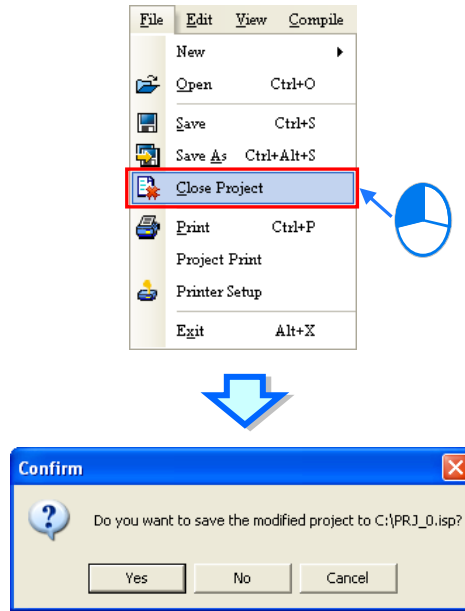 File Edit View Compile
New
Open Ctrl+O
Save Ctrl+S
Save As Ctrl+Alt+S
Close Project
Print Ctrl+P
Project Print
Printer Setup
Exit Alt+X
Confirm
Do you want to save the modified project to C:\PRJ_0.isp?
Yes No Cancel